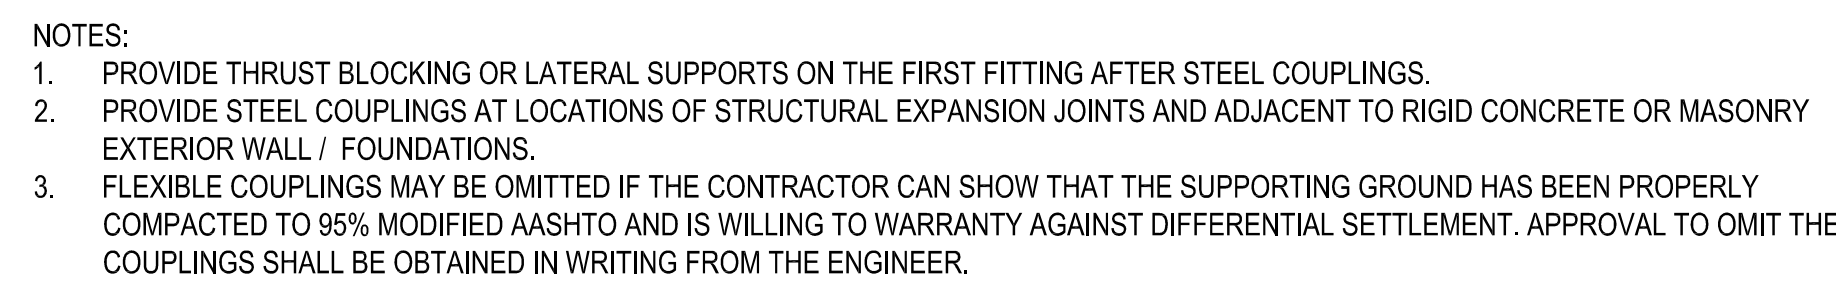 NOTES:
1. PROVIDE THRUST BLOCKING OR LATERAL SUPPORTS ON THE FIRST FITTING AFTER STEEL COUPLINGS.
2. PROVIDE STEEL COUPLINGS AT LOCATIONS OF STRUCTURAL EXPANSION JOINTS AND ADJACENT TO RIGID CONCRETE OR MASONRY
EXTERIOR WALL / FOUNDATIONS.
3. FLEXIBLE COUPLINGS MAY BE OMITTED IF THE CONTRACTOR CAN SHOW THAT THE SUPPORTING GROUND HAS BEEN PROPERLY
COMPACTED TO 95% MODIFIED AASHTO AND IS WILLING TO WARRANTY AGAINST DIFFERENTIAL SETTLEMENT. APPROVAL TO OMIT THE
COUPLINGS SHALL BE OBTAINED IN WRITING FROM THE ENGINEER.